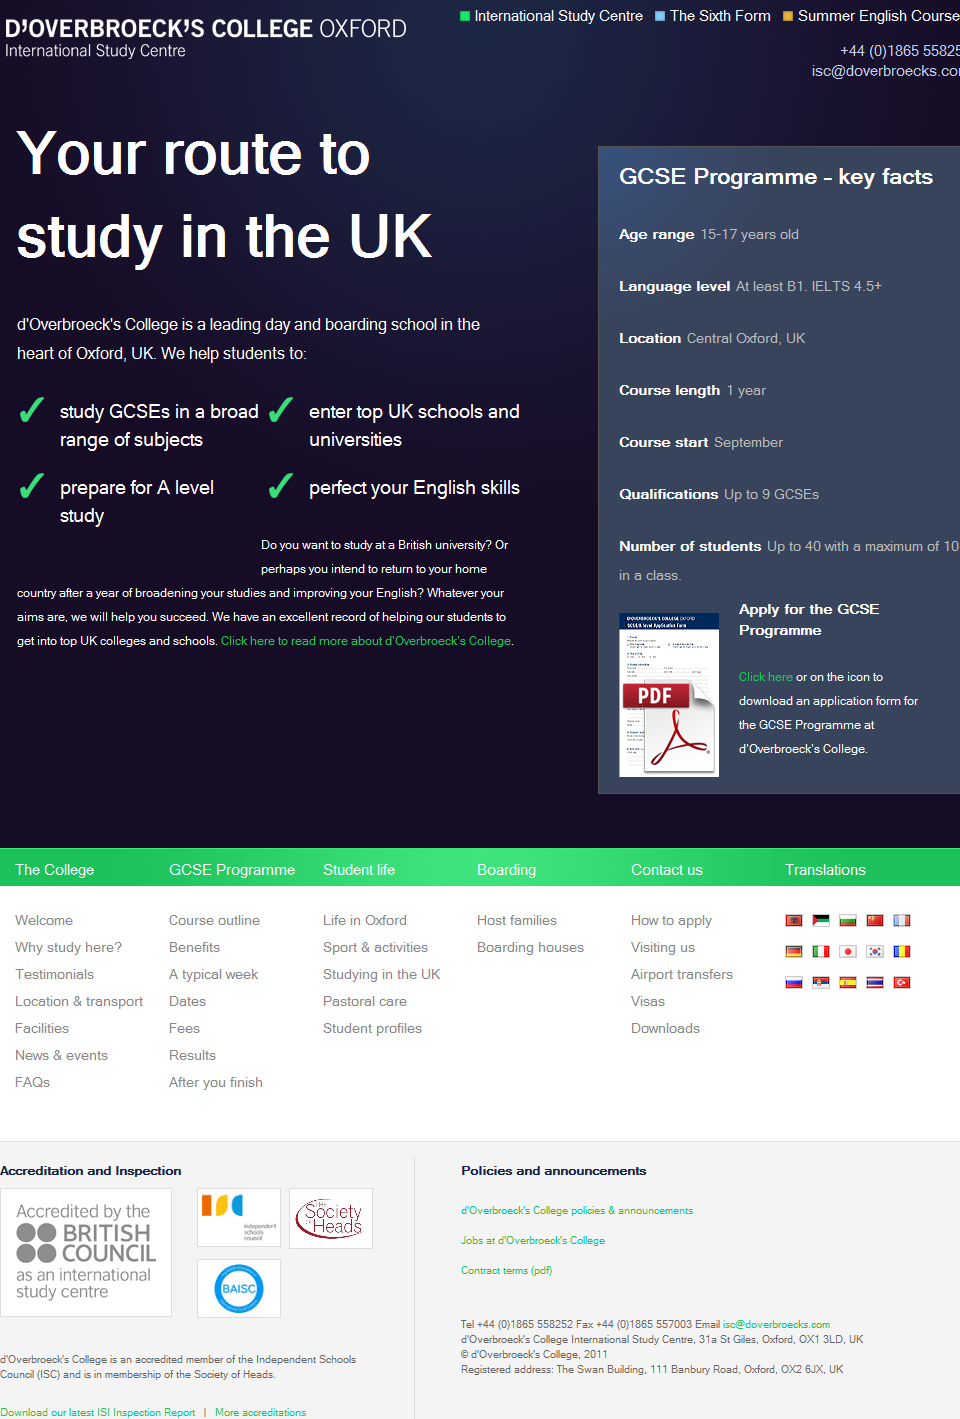 D'OVERBROECK'S COLLEGE OXFORD
International Study Centre
International Study Centre
The Sixth Form
Summer English Course
+44 (0)1865 55825
isc@doverbroecks.co
Your route to
study in the UK
d'Overbroeck's College is a leading day and boarding school in the
heart of Oxford, UK. We help students to:
study GCSEs in a broad
range of subjects
enter top UK schools and
universities
prepare for A level
study
perfect your English skills
Do you want to study at a British university? Or
perhaps you intend to return to your home
country after a year of broadening your studies and improving your English? Whatever your
aims are, we will help you succeed. We have an excellent record of helping our students to
get into top UK colleges and schools. Click here to read more about d'Overbroeck's College.
GCSE Programme - key facts
Age range 15-17 years old
Language level At least B1. IELTS 4.5+
Location Central Oxford, UK
Course length 1 year
Course start September
Qualifications Up to 9 GCSEs
Number of students Up to 40 with a maximum of 10
in a class.
D'OVERBROECK'S COLLEGE OXFORD
GCSE/A level Application Form
PDF
Apply for the GCSE
Programme
Click here or on the icon to
download an application form for
the GCSE Programme at
d'Overbroeck's College.
The College
Welcome
Why study here?
Testimonials
Location & transport
Facilities
News & events
FAQs
GCSE Programme
Course outline
Benefits
A typical week
Dates
Fees
Results
After you finish
Student life
Life in Oxford
Sport & activities
Studying in the UK
Pastoral care
Student profiles
Boarding
Host families
Boarding houses
Contact us
How to apply
Visiting us
Airport transfers
Visas
Downloads
Translations
Accreditation and Inspection
Accredited by the
BRITISH
COUNCIL
as an international
study centre
ISC
independent
schools
council
THE
Society
OF
Heads
BAISC
d'Overbroeck's College is an accredited member of the Independent Schools
Council (ISC) and is in membership of the Society of Heads.
Download our latest ISI Inspection Report | More accreditations
Policies and announcements
d'Overbroeck's College policies & announcements
Jobs at d'Overbroeck's College
Contract terms (pdf)
Tel +44 (0)1865 558252 Fax +44 (0)1865 557003 Email isc@doverbroecks.com
d'Overbroeck's College International Study Centre, 31a St Giles, Oxford, OX1 3LD, UK
© d'Overbroeck's College, 2011
Registered address: The Swan Building, 111 Banbury Road, Oxford, OX2 6JX, UK